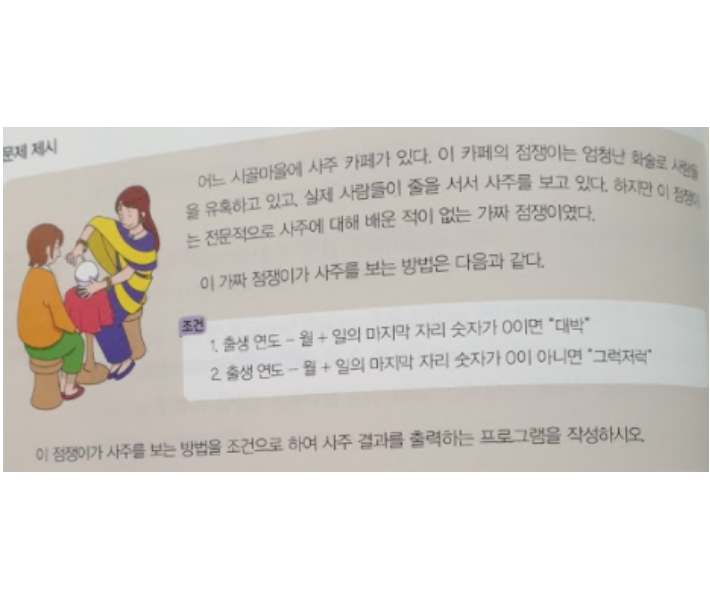 문제 제시
어느 시골마을에 사주 카페가 있다. 이 카페의 점쟁이는 엄청난 화술로 사람들
을 유혹하고 있고, 실제 사람들이 줄을 서서 사주를 보고 있다. 하지만 이 점쟁이
는 전문적으로 사주에 대해 배운 적이 없는 가짜 점쟁이였다.
이 가짜 점쟁이가 사주를 보는 방법은 다음과 같다.
조건
1. 출생 연도 - 월 + 일의 마지막 자리 숫자가 0이면 "대박"
2. 출생 연도 - 월 + 일의 마지막 자리 숫자가 0이 아니면 "그럭저럭"
이 점쟁이가 사주를 보는 방법을 조건으로 하여 사주 결과를 출력하는 프로그램을 작성하시오.